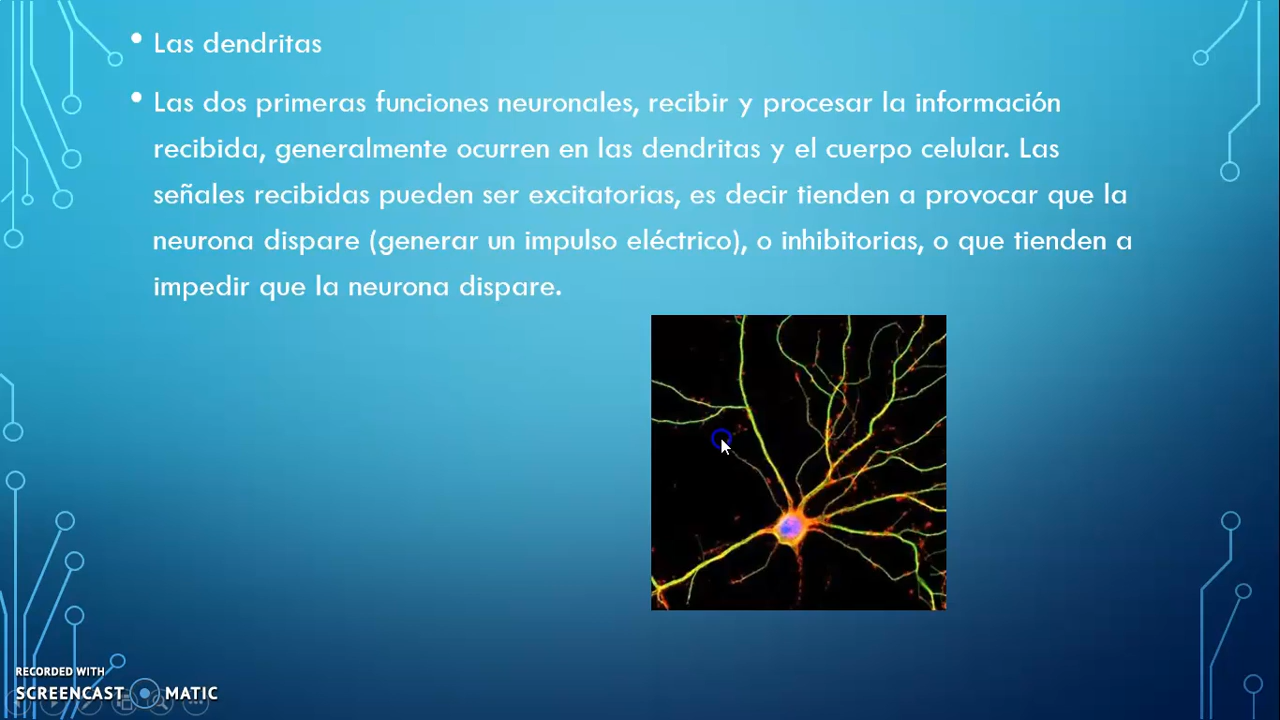 • Las dendritas
• Las dos primeras funciones neuronales, recibir y procesar la información
recibida, generalmente ocurren en las dendritas y el cuerpo celular. Las
señales recibidas pueden ser excitatorias, es decir tienden a provocar que la
neurona dispare (generar un impulso eléctrico), o inhibitorias, o que tienden a
impedir que la neurona dispare.
RECORDED WITH
SCREENCAST MATIC